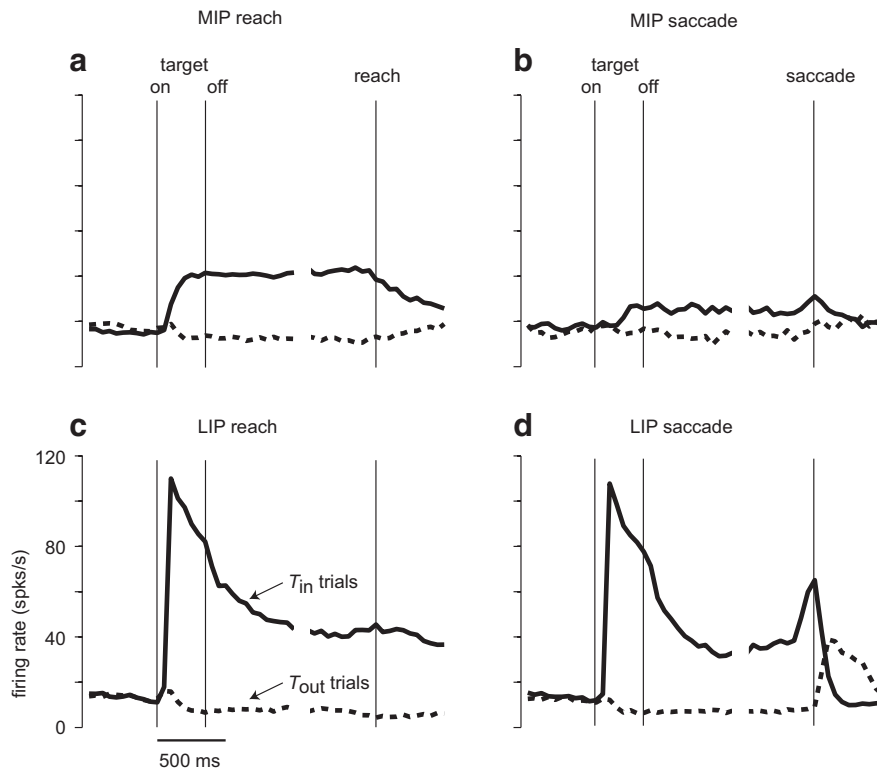 MIP reach
MIP saccade
a
target
on off
reach
b
target
on off
saccade
c
LIP reach
d
LIP saccade
120
80
40
0
firing rate (spks/s)
Tin trials
Tout trials
500 ms